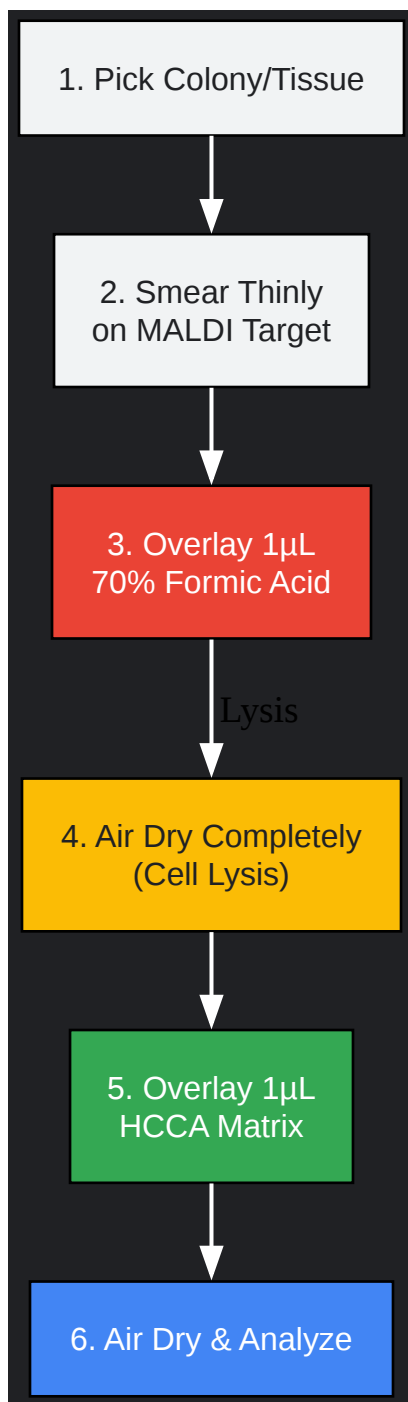 1. Pick Colony/Tissue
2. Smear Thinly
on MALDI Target
3. Overlay 1µL
70% Formic Acid
Lysis
4. Air Dry Completely
(Cell Lysis)
5. Overlay 1µL
HCCA Matrix
6. Air Dry & Analyze